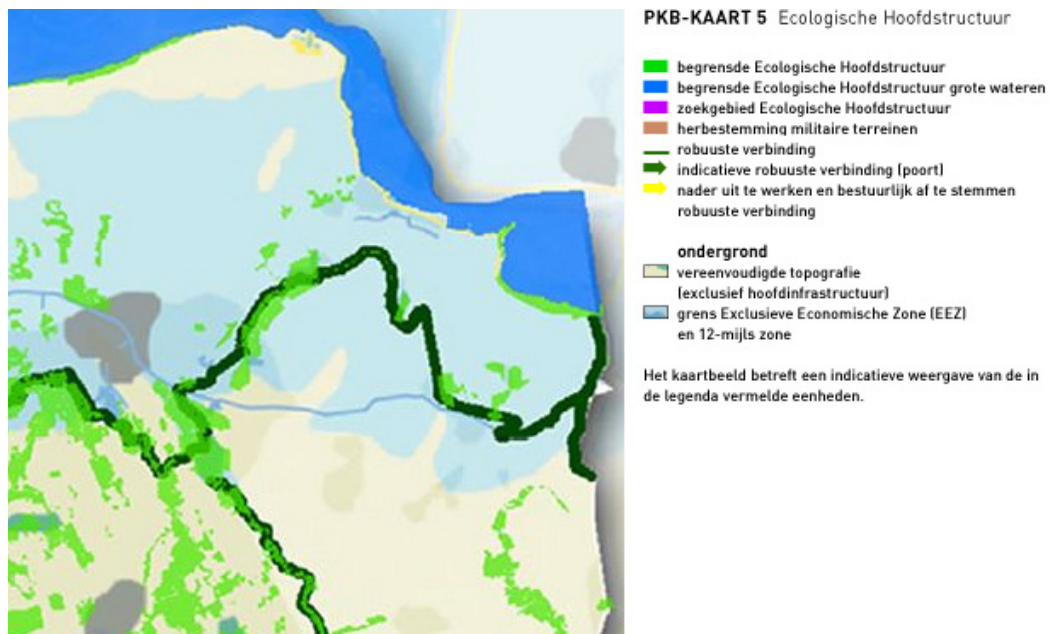 PKB-KAART 5 Ecologische Hoofdstructuur
begrensde Ecologische Hoofdstructuur
begrensde Ecologische Hoofdstructuur grote wateren
zoekgebied Ecologische Hoofdstructuur
herbestemming militaire terreinen
robuuste verbinding
indicatieve robuuste verbinding (poort)
nader uit te werken en bestuurlijk af te stemmen
robuuste verbinding
ondergrond
vereenvoudigde topografie
(exclusief hoofdinfrastructuur)
grens Exclusieve Economische Zone (EEZ)
en 12-mijls zone
Het kaartbeeld betreft een indicatieve weergave van de in
de legenda vermelde eenheden.